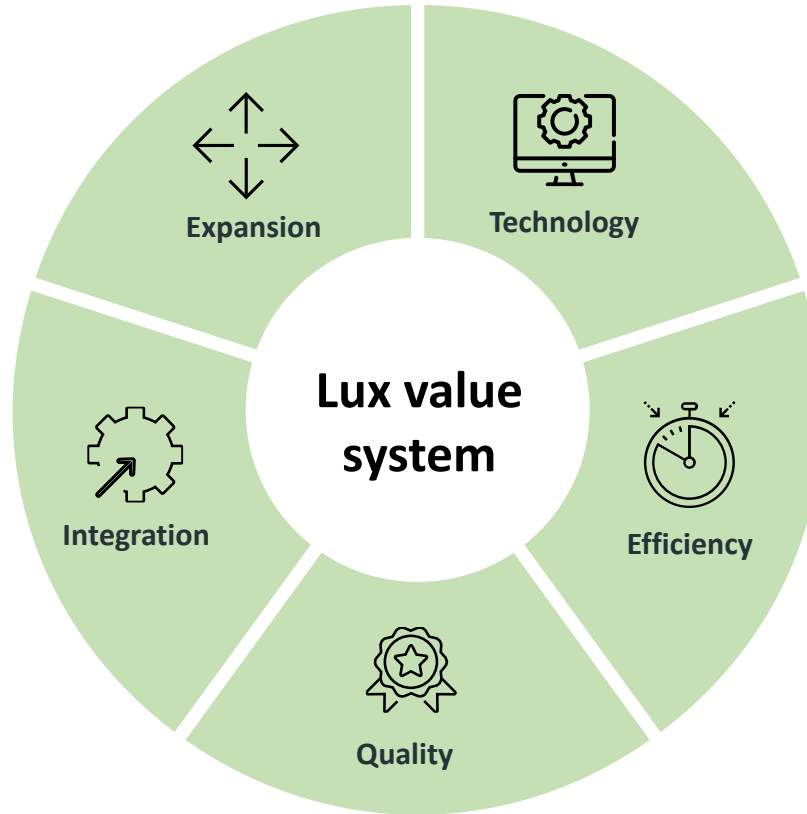 Expansion
Technology
Lux value
system
Integration
Efficiency
Quality